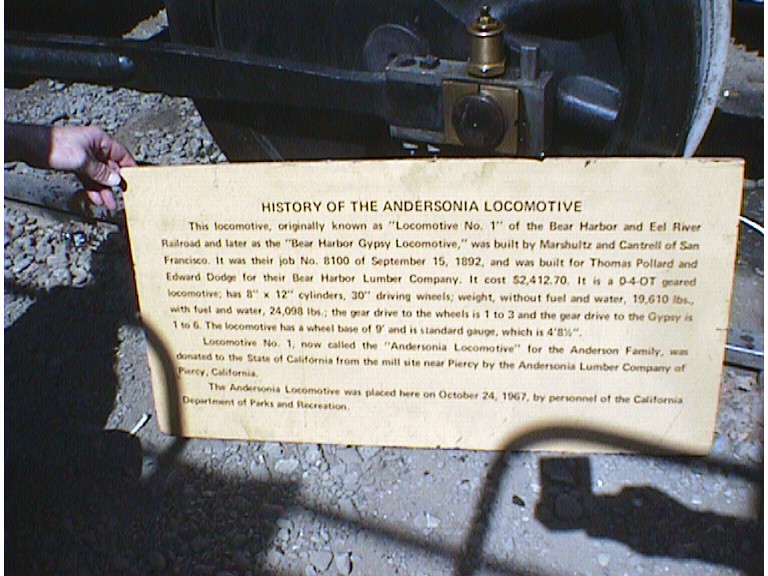 HISTORY OF THE ANDERSONIA LOCOMOTIVE
This locomotive, originally known as "Locomotive No. 1" of the Bear Harbor and Eel River
Railroad and later as the "Bear Harbor Gypsy Locomotive," was built by Marshultz and Cantrell of San
Francisco. It was their job No. 8100 of September 15, 1892, and was built for Thomas Pollard and
Edward Dodge for their Bear Harbor Lumber Company. It cost $2,412.70. It is a 0-4-OT geared
locomotive; has 8" x 12" cylinders, 30" driving wheels; weight, without fuel and water, 19,610 lbs.,
with fuel and water, 24,098 lbs.; the gear drive to the wheels is 1 to 3 and the gear drive to the Gypsy is
1 to 6. The locomotive has a wheel base of 9' and is standard gauge, which is 4'8½".
Locomotive No. 1, now called the "Andersonia Locomotive" for the Anderson Family, was
donated to the State of California from the mill site near Piercy by the Andersonia Lumber Company of
Piercy, California.
The Andersonia Locomotive was placed here on October 24, 1967, by personnel of the California
Department of Parks and Recreation.